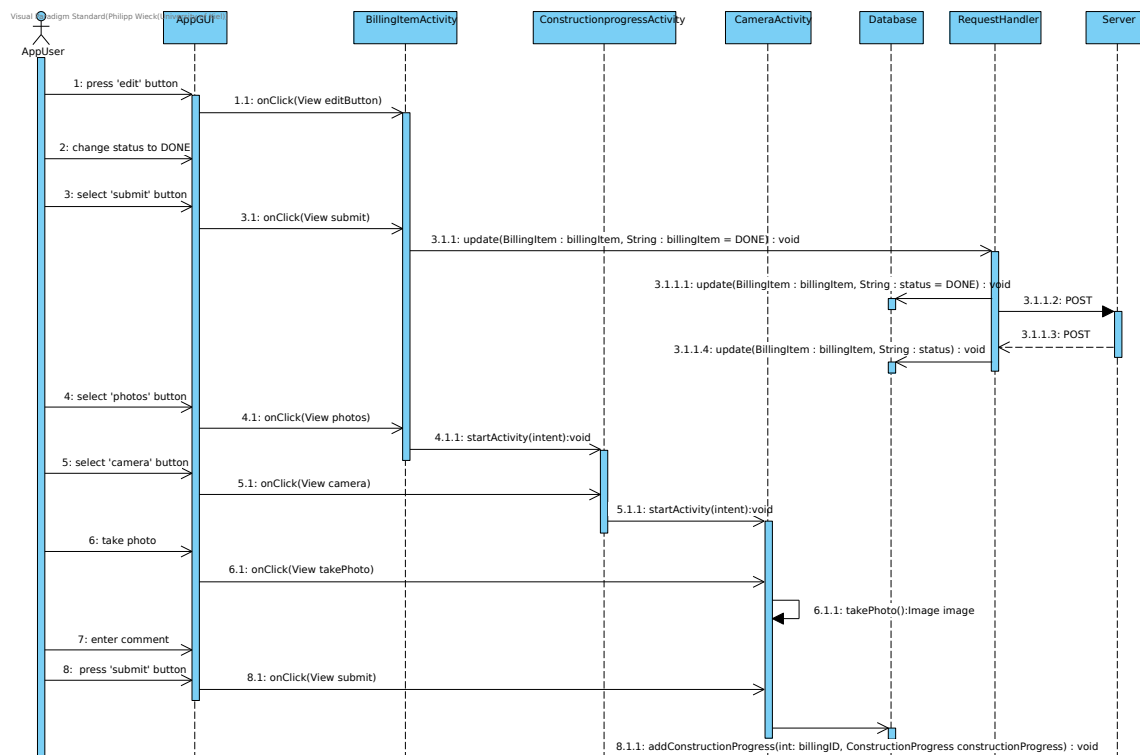 Visual Paradigm Standard(Philipp Wieck(
AppGUI
BillingItemActivity
ConstructionprogressActivity
CameraActivity
Database
RequestHandler
Server
AppUser
1: press 'edit' button
1.1: onClick(View editButton)
2: change status to DONE
3: select 'submit' button
3.1: onClick(View submit)
3.1.1: update(BillingItem : billingItem, String : billingItem = DONE) : void
3.1.1.1: update(BillingItem : billingItem, String : status = DONE) : void
3.1.1.2: POST
3.1.1.3: POST
3.1.1.4: update(BillingItem : billingItem, String : status) : void
4: select 'photos' button
4.1: onClick(View photos)
4.1.1: startActivity(intent):void
5: select 'camera' button
5.1: onClick(View camera)
5.1.1: startActivity(intent):void
6: take photo
6.1: onClick(View takePhoto)
6.1.1: takePhoto():Image image
7: enter comment
8: press 'submit' button
8.1: onClick(View submit)
8.1.1: addConstructionProgress(int: billingID, ConstructionProgress constructionProgress) : void